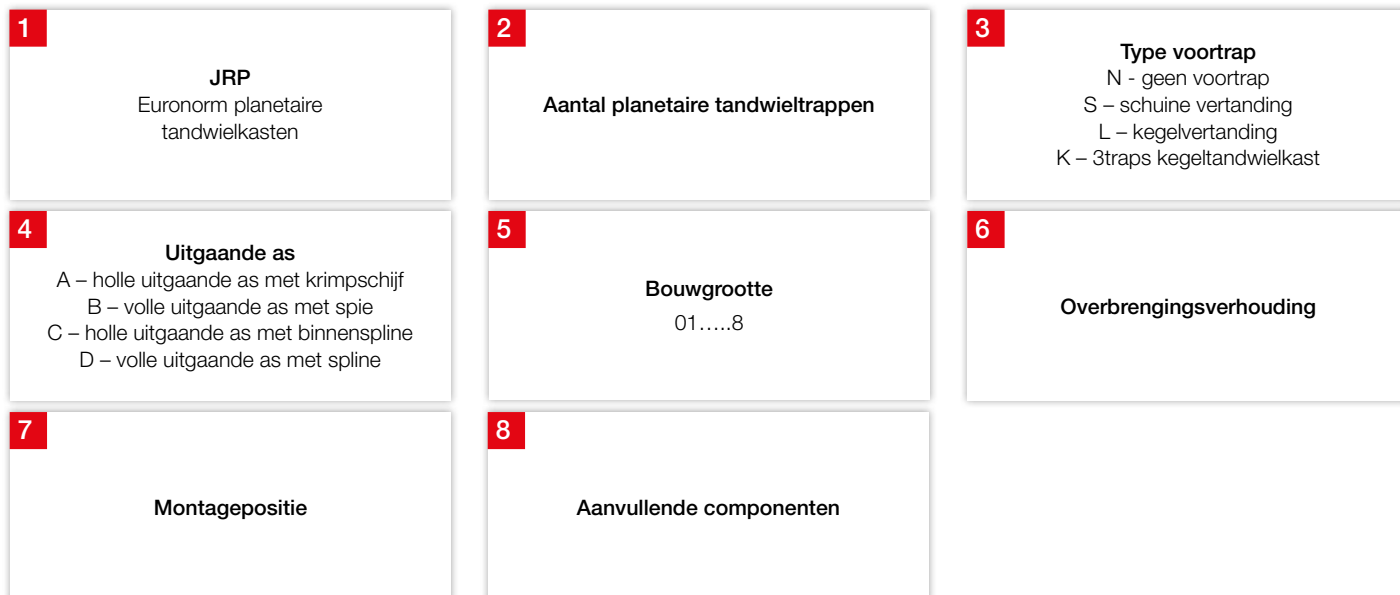 1
JRP
Euronorm planetaire
tandwielkasten
2
Aantal planetaire tandwieltrappen
3
Type voortrap
N - geen voortrap
S – schuine vertanding
L – kegelvertanding
K – 3traps kegeltandwielkast
4
Uitgaande as
A – holle uitgaande as met krimpschijf
B – volle uitgaande as met spie
C – holle uitgaande as met binnenspline
D – volle uitgaande as met spline
5
Bouwgrootte
01.....8
6
Overbrengingsverhouding
7
Montagepositie
8
Aanvullende componenten